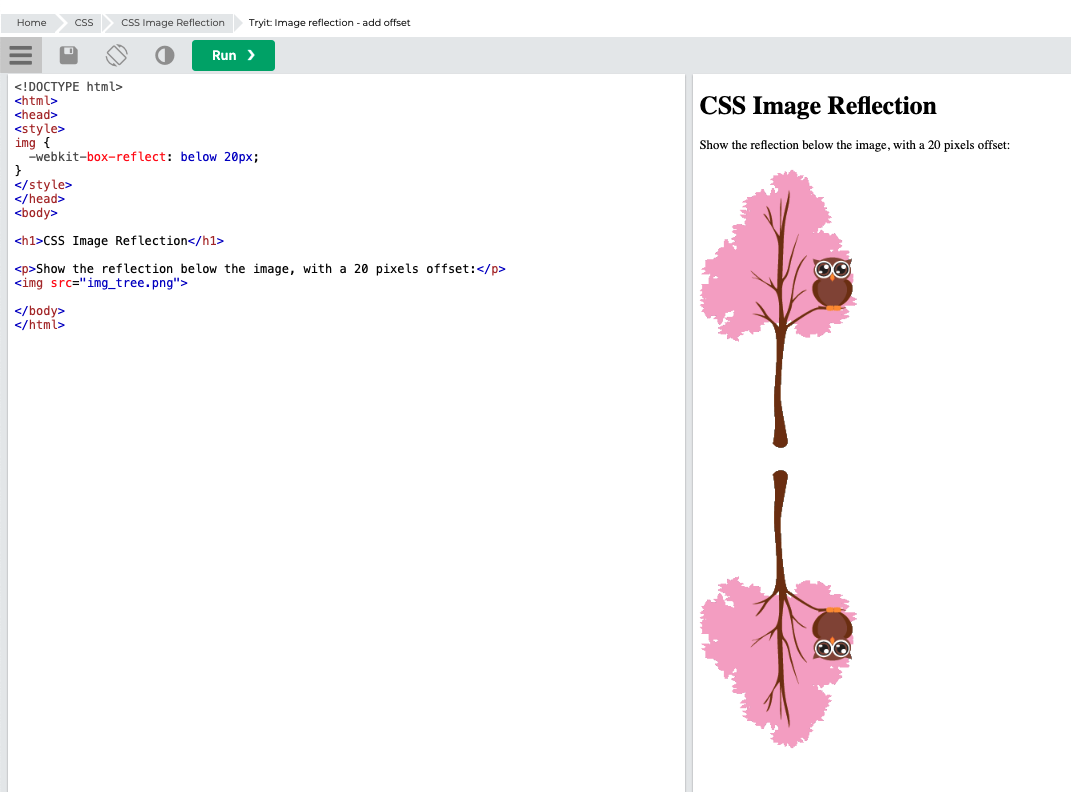 Home CSS CSS Image Reflection Tryit: Image reflection - add offset
Run ❯
<!DOCTYPE html>
<html>
<head>
<style>
img {
  -webkit-box-reflect: below 20px;
}
</style>
</head>
<body>
<h1>CSS Image Reflection</h1>
<p>Show the reflection below the image, with a 20 pixels offset:</p>
<img src="img_tree.png">
</body>
</html>
CSS Image Reflection
Show the reflection below the image, with a 20 pixels offset: